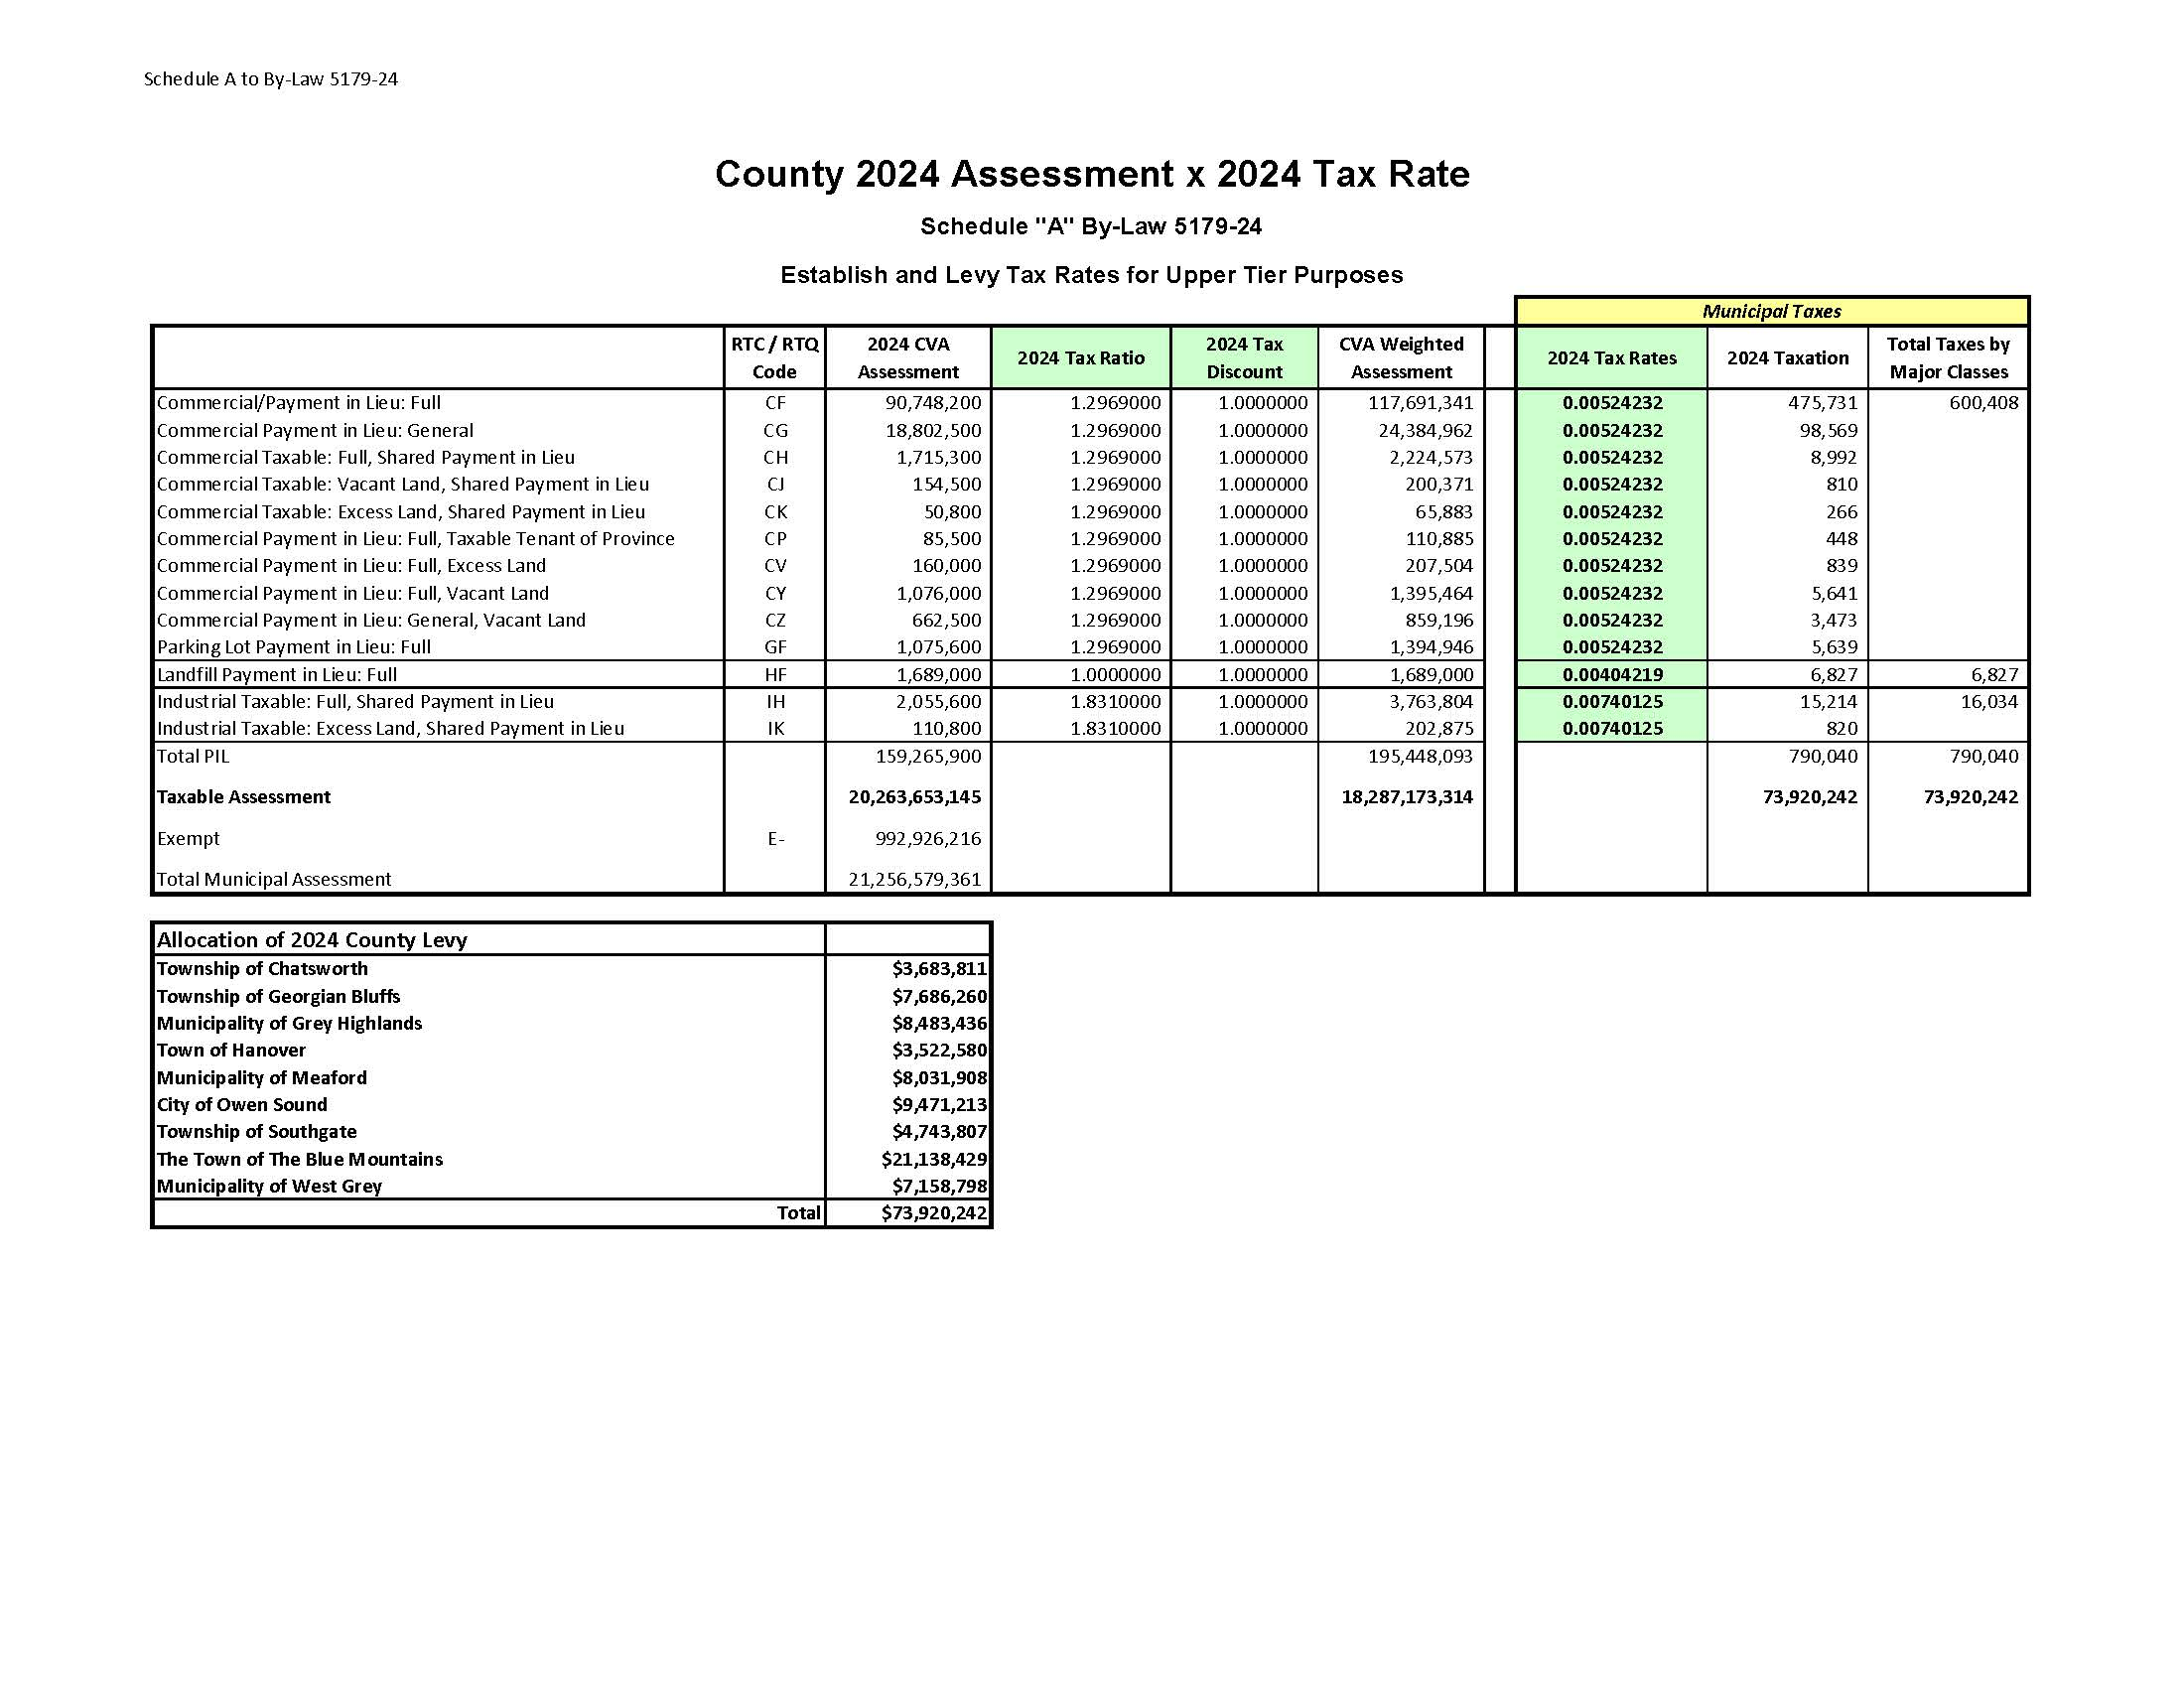 Schedule A to By-Law 5179-24
County 2024 Assessment x 2024 Tax Rate
Schedule "A" By-Law 5179-24
Establish and Levy Tax Rates for Upper Tier Purposes
Municipal Taxes
RTC / RTQ Code 2024 CVA Assessment 2024 Tax Ratio 2024 Tax Discount CVA Weighted Assessment 2024 Tax Rates 2024 Taxation Total Taxes by Major Classes
Commercial/Payment in Lieu: Full CF 90,748,200 1.2969000 1.0000000 117,691,341 0.00524232 475,731 600,408
Commercial Payment in Lieu: General CG 18,802,500 1.2969000 1.0000000 24,384,962 0.00524232 98,569
Commercial Taxable: Full, Shared Payment in Lieu CH 1,715,300 1.2969000 1.0000000 2,224,573 0.00524232 8,992
Commercial Taxable: Vacant Land, Shared Payment in Lieu CJ 154,500 1.2969000 1.0000000 200,371 0.00524232 810
Commercial Taxable: Excess Land, Shared Payment in Lieu CK 50,800 1.2969000 1.0000000 65,883 0.00524232 266
Commercial Payment in Lieu: Full, Taxable Tenant of Province CP 85,500 1.2969000 1.0000000 110,885 0.00524232 448
Commercial Payment in Lieu: Full, Excess Land CV 160,000 1.2969000 1.0000000 207,504 0.00524232 839
Commercial Payment in Lieu: Full, Vacant Land CY 1,076,000 1.2969000 1.0000000 1,395,464 0.00524232 5,641
Commercial Payment in Lieu: General, Vacant Land CZ 662,500 1.2969000 1.0000000 859,196 0.00524232 3,473
Parking Lot Payment in Lieu: Full GF 1,075,600 1.2969000 1.0000000 1,394,946 0.00524232 5,639
Landfill Payment in Lieu: Full HF 1,689,000 1.0000000 1.0000000 1,689,000 0.00404219 6,827 6,827
Industrial Taxable: Full, Shared Payment in Lieu IH 2,055,600 1.8310000 1.0000000 3,763,804 0.00740125 15,214 16,034
Industrial Taxable: Excess Land, Shared Payment in Lieu IK 110,800 1.8310000 1.0000000 202,875 0.00740125 820
Total PIL 159,265,900 195,448,093 790,040 790,040
Taxable Assessment 20,263,653,145 18,287,173,314 73,920,242 73,920,242
Exempt E- 992,926,216
Total Municipal Assessment 21,256,579,361
Allocation of 2024 County Levy
Township of Chatsworth $3,683,811
Township of Georgian Bluffs $7,686,260
Municipality of Grey Highlands $8,483,436
Town of Hanover $3,522,580
Municipality of Meaford $8,031,908
City of Owen Sound $9,471,213
Township of Southgate $4,743,807
The Town of The Blue Mountains $21,138,429
Municipality of West Grey $7,158,798
Total $73,920,242